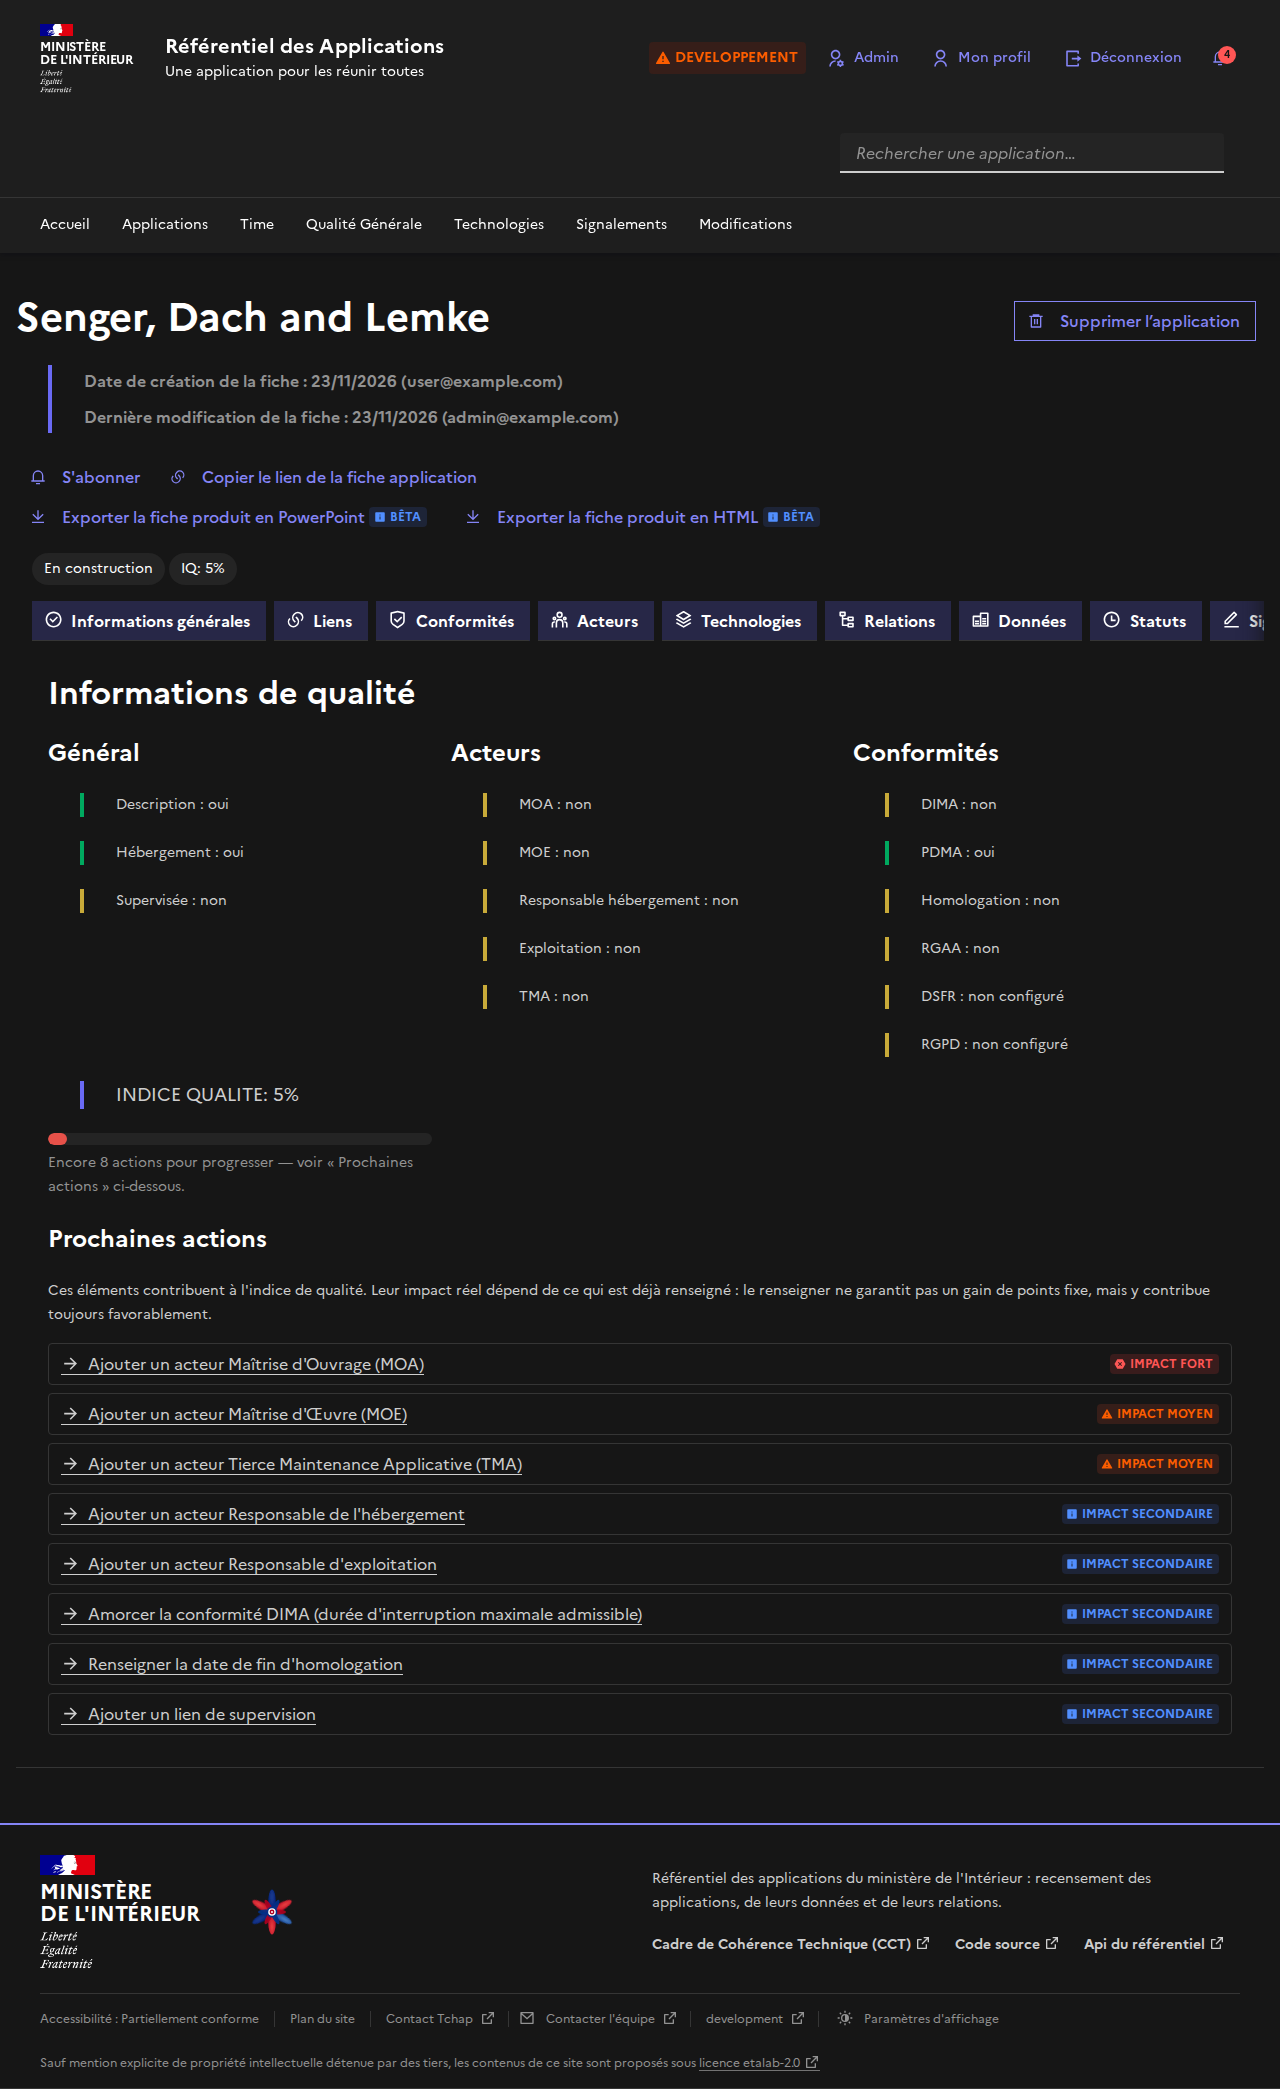 MINISTÈRE
DE L'INTÉRIEUR
Liberté
Égalité
Fraternité
Référentiel des Applications
Une application pour les réunir toutes
DEVELOPPEMENT
Admin
Mon profil
Déconnexion
4
Rechercher une application…
Accueil
Applications
Time
Qualité Générale
Technologies
Signalements
Modifications
Senger, Dach and Lemke
Supprimer l’application
Date de création de la fiche : 23/11/2026 (user@example.com)
Dernière modification de la fiche : 23/11/2026 (admin@example.com)
S'abonner
Copier le lien de la fiche application
Exporter la fiche produit en PowerPoint BÊTA
Exporter la fiche produit en HTML BÊTA
En construction
IQ: 5%
Informations générales
Liens
Conformités
Acteurs
Technologies
Relations
Données
Statuts
Informations de qualité
Général
Description : oui
Hébergement : oui
Supervisée : non
Acteurs
MOA : non
MOE : non
Responsable hébergement : non
Exploitation : non
TMA : non
Conformités
DIMA : non
PDMA : oui
Homologation : non
RGAA : non
DSFR : non configuré
RGPD : non configuré
INDICE QUALITE: 5%
Encore 8 actions pour progresser — voir « Prochaines
actions » ci-dessous.
Prochaines actions
Ces éléments contribuent à l'indice de qualité. Leur impact réel dépend de ce qui est déjà renseigné : le renseigner ne garantit pas un gain de points fixe, mais y contribue
toujours favorablement.
Ajouter un acteur Maîtrise d'Ouvrage (MOA)
IMPACT FORT
Ajouter un acteur Maîtrise d'Œuvre (MOE)
IMPACT MOYEN
Ajouter un acteur Tierce Maintenance Applicative (TMA)
IMPACT MOYEN
Ajouter un acteur Responsable de l'hébergement
IMPACT SECONDAIRE
Ajouter un acteur Responsable d'exploitation
IMPACT SECONDAIRE
Amorcer la conformité DIMA (durée d'interruption maximale admissible)
IMPACT SECONDAIRE
Renseigner la date de fin d'homologation
IMPACT SECONDAIRE
Ajouter un lien de supervision
IMPACT SECONDAIRE
MINISTÈRE
DE L'INTÉRIEUR
Liberté
Égalité
Fraternité
Référentiel des applications du ministère de l'Intérieur : recensement des
applications, de leurs données et de leurs relations.
Cadre de Cohérence Technique (CCT)
Code source
Api du référentiel
Accessibilité : Partiellement conforme
Plan du site
Contact Tchap
Contacter l'équipe
development
Paramètres d'affichage
Sauf mention explicite de propriété intellectuelle détenue par des tiers, les contenus de ce site sont proposés sous licence etalab-2.0